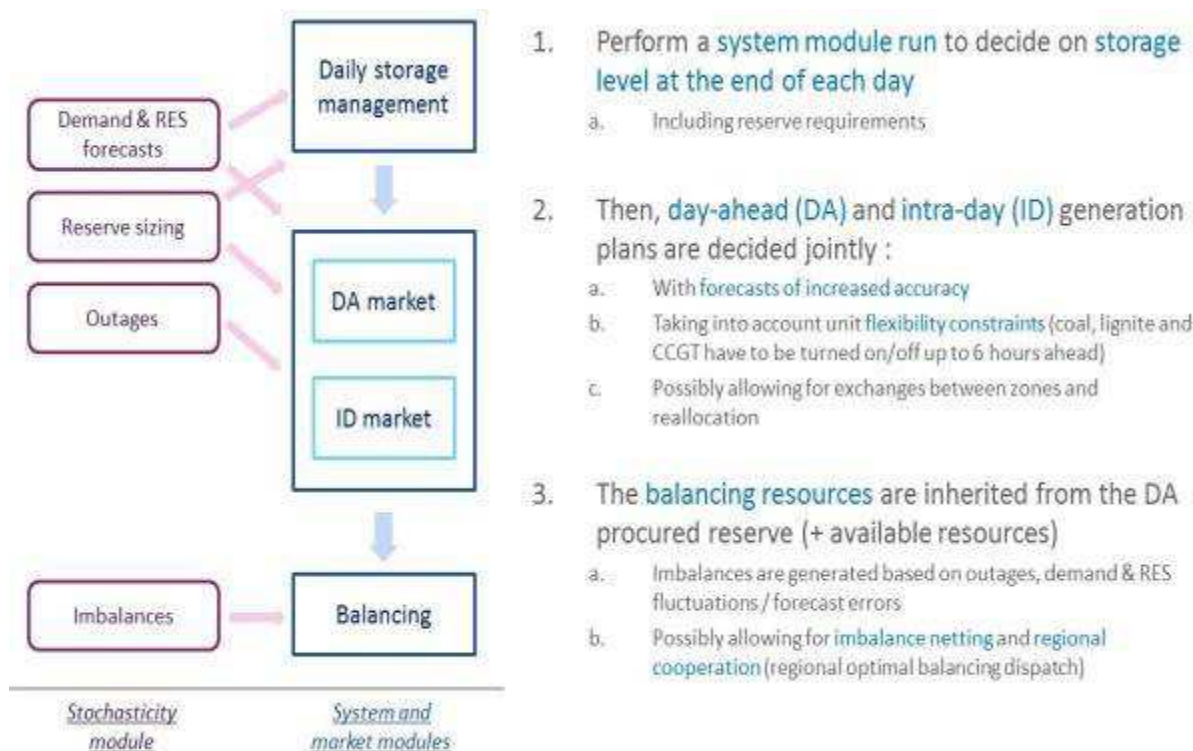 Daily storage
management
Demand & RES
forecasts
Reserve sizing
Outages
DA market
ID market
Imbalances
Balancing
Stochasticity
module
System and
market modules
1. Perform a system module run to decide on storage
level at the end of each day
a. Including reserve requirements
2. Then, day-ahead (DA) and intra-day (ID) generation
plans are decided jointly :
a. With forecasts of increased accuracy
b. Taking into account unit flexibility constraints (coal, lignite and
CCGT have to be turned on/off up to 6 hours ahead)
c. Possibly allowing for exchanges between zones and
reallocation
3. The balancing resources are inherited from the DA
procured reserve (+ available resources)
a. Imbalances are generated based on outages, demand & RES
fluctuations / forecast errors
b. Possibly allowing for imbalance netting and regional
cooperation (regional optimal balancing dispatch)